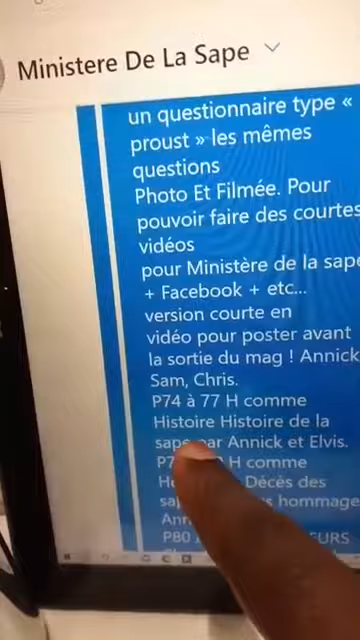 Ministere De La Sape
un questionnaire type «
proust » les mêmes
questions
Photo Et Filmée. Pour
pouvoir faire des courtes
vidéos
pour Ministère de la sape
+ Facebook + etc...
version courte en
vidéo pour poster avant
la sortie du mag ! Annick
Sam, Chris.
P74 à 77 H comme
Histoire Histoire de la
sape par Annick et Elvis.
H comme
Décès des
hommage
P80